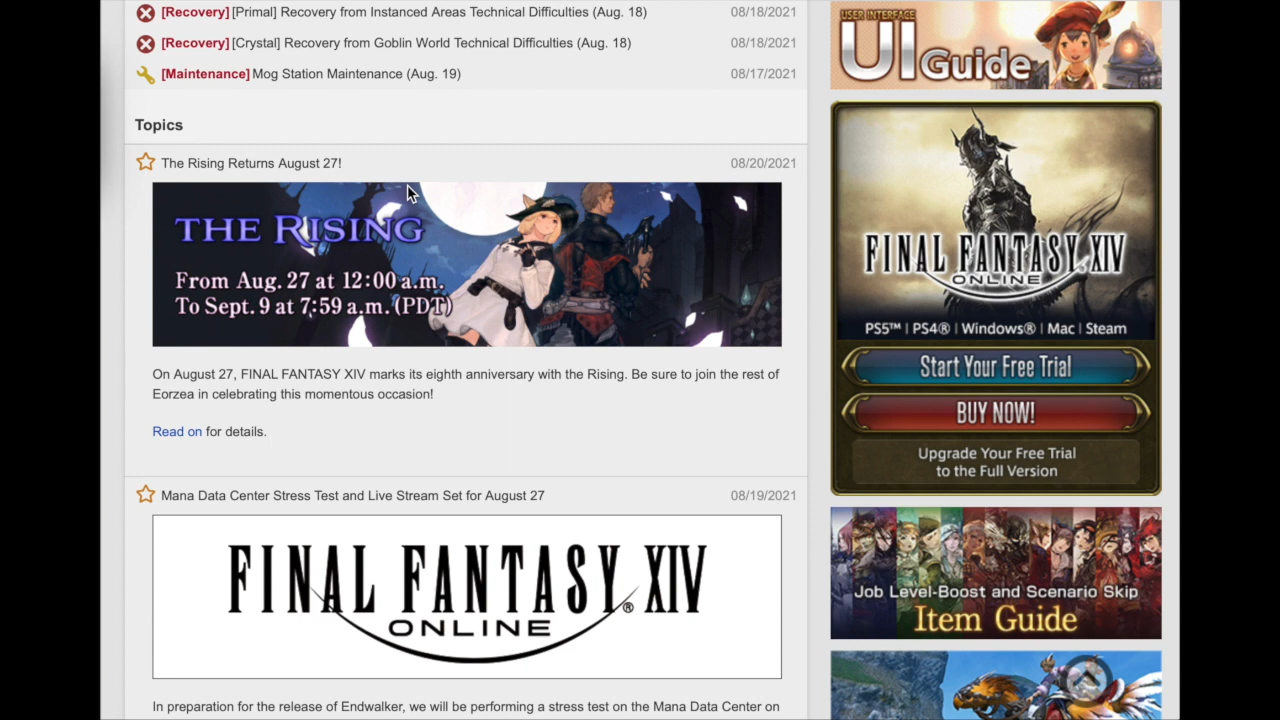 [Recovery] [Primal] Recovery from Instanced Areas Technical Difficulties (Aug. 18) 08/18/2021
[Recovery] [Crystal] Recovery from Goblin World Technical Difficulties (Aug. 18) 08/18/2021
[Maintenance] Mog Station Maintenance (Aug. 19) 08/17/2021
Topics
The Rising Returns August 27! 08/20/2021
THE RISING
From Aug. 27 at 12:00 a.m.
To Sept. 9 at 7:59 a.m. (PDT)
On August 27, FINAL FANTASY XIV marks its eighth anniversary with the Rising. Be sure to join the rest of
Eorzea in celebrating this momentous occasion!
Read on for details.
Mana Data Center Stress Test and Live Stream Set for August 27 08/19/2021
FINAL FANTASY® XIV
ONLINE
In preparation for the release of Endwalker, we will be performing a stress test on the Mana Data Center on
USER INTERFACE
UI Guide
FINAL FANTASY XIV
ONLINE
PS5™ | PS4® | Windows® | Mac | Steam
Start Your Free Trial
BUY NOW!
Upgrade Your Free Trial
to the Full Version
Job Level-Boost and Scenario Skip
Item Guide